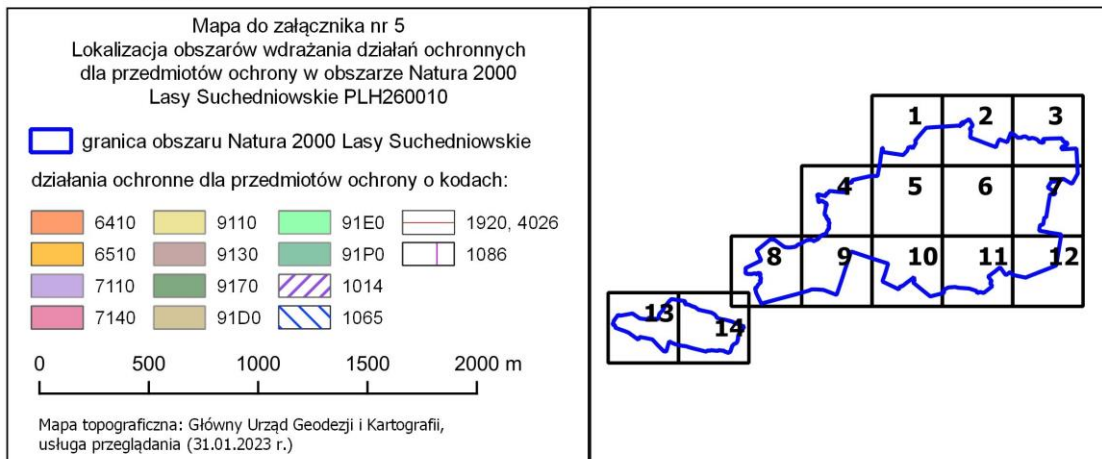 Mapa do załącznika nr 5
Lokalizacja obszarów wdrażania działań ochronnych
dla przedmiotów ochrony w obszarze Natura 2000
Lasy Suchedniowskie PLH260010
granica obszaru Natura 2000 Lasy Suchedniowskie
działania ochronne dla przedmiotów ochrony o kodach:
6410 9110 91E0 1920, 4026
6510 9130 91P0 1086
7110 9170 1014
7140 91D0 1065
0 500 1000 1500 2000 m
Mapa topograficzna: Główny Urząd Geodezji i Kartografii,
usługa przeglądania (31.01.2023 r.)
1 2 3
4 5 6 7
8 9 10 11 12
13 14